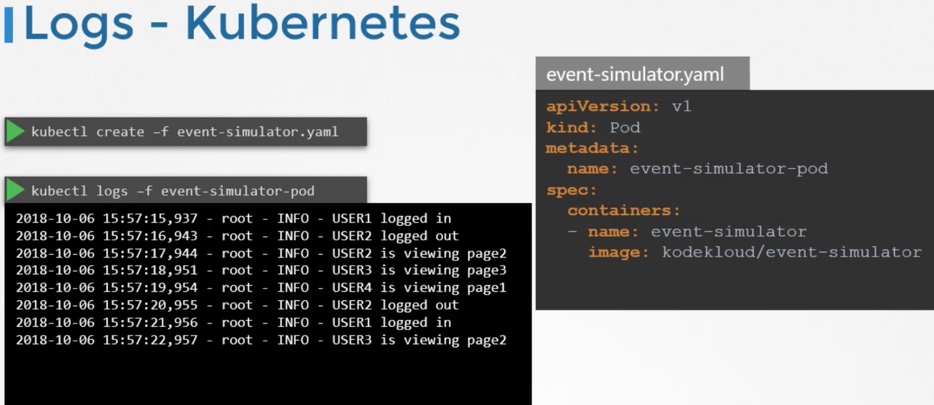 Logs - Kubernetes
kubectl create –f event-simulator.yaml
kubectl logs –f event-simulator-pod
2018-10-06 15:57:15,937 - root - INFO - USER1 logged in
2018-10-06 15:57:16,943 - root - INFO - USER2 logged out
2018-10-06 15:57:17,944 - root - INFO - USER2 is viewing page2
2018-10-06 15:57:18,951 - root - INFO - USER3 is viewing page3
2018-10-06 15:57:19,954 - root - INFO - USER4 is viewing page1
2018-10-06 15:57:20,955 - root - INFO - USER2 logged out
2018-10-06 15:57:21,956 - root - INFO - USER1 logged in
2018-10-06 15:57:22,957 - root - INFO - USER3 is viewing page2
event-simulator.yaml
apiVersion: v1
kind: Pod
metadata:
  name: event-simulator-pod
spec:
  containers:
  - name: event-simulator
    image: kodekloud/event-simulator